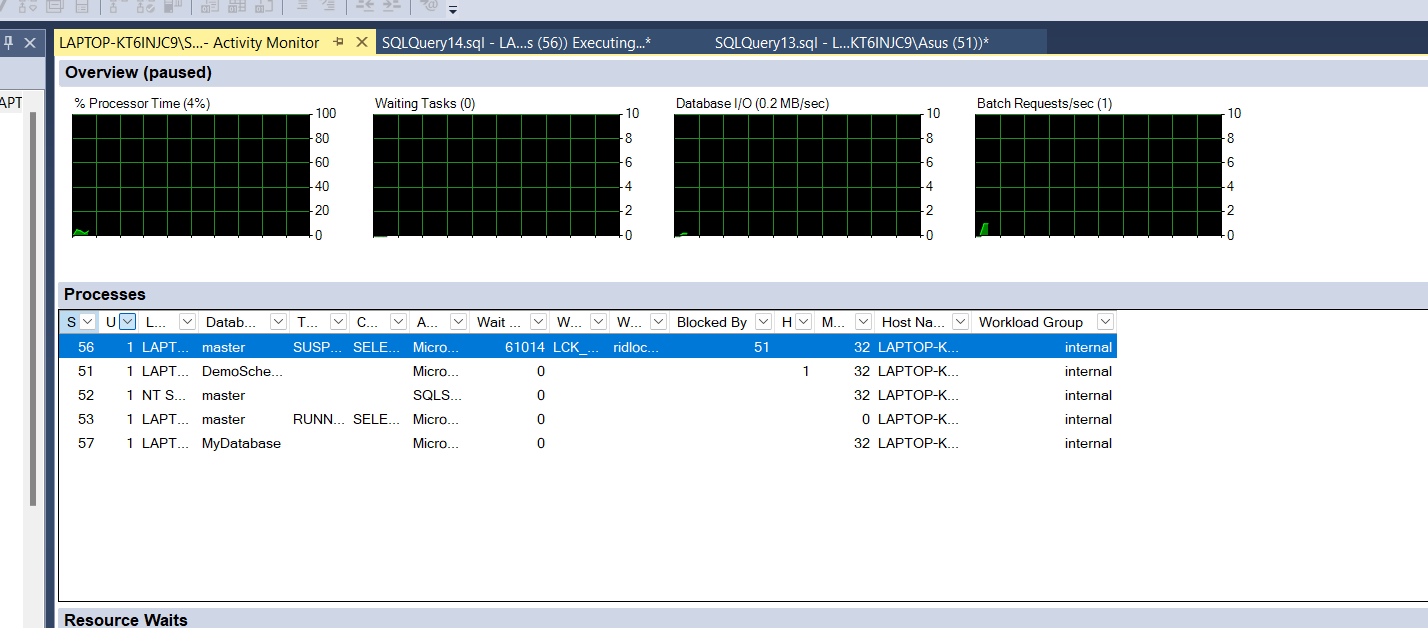 LAPTOP-KT6INJC9\S...- Activity Monitor SQLQuery14.sql - LA...s (56)) Executing...* SQLQuery13.sql - L...KT6INJC9\Asus (51))*
Overview (paused)
APT
% Processor Time (4%) Waiting Tasks (0) Database I/O (0.2 MB/sec) Batch Requests/sec (1)
100 10 10 10
80 8 8 8
60 6 6 6
40 4 4 4
20 2 2 2
0 0 0 0
Processes
S U L... Datab... T... C... A... Wait ... W... W... Blocked By H M... Host Na... Workload Group
56 1 LAPT... master SUSP... SELE... Micro... 61014 LCK_... ridloc... 51 32 LAPTOP-K... internal
51 1 LAPT... DemoSche... Micro... 0 1 32 LAPTOP-K... internal
52 1 NT S... master SQLS... 0 32 LAPTOP-K... internal
53 1 LAPT... master RUNN... SELE... Micro... 0 0 LAPTOP-K... internal
57 1 LAPT... MyDatabase Micro... 0 32 LAPTOP-K... internal
Resource Waits